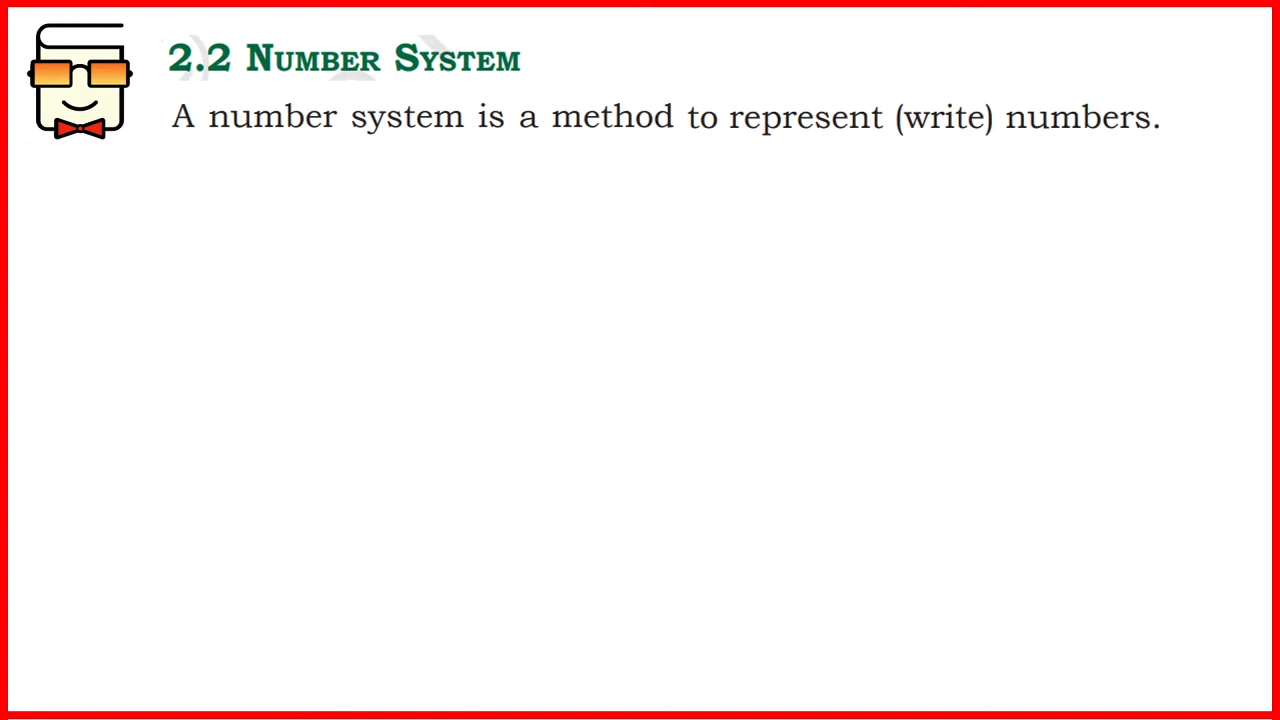 2.2 Number System
A number system is a method to represent (write) numbers.